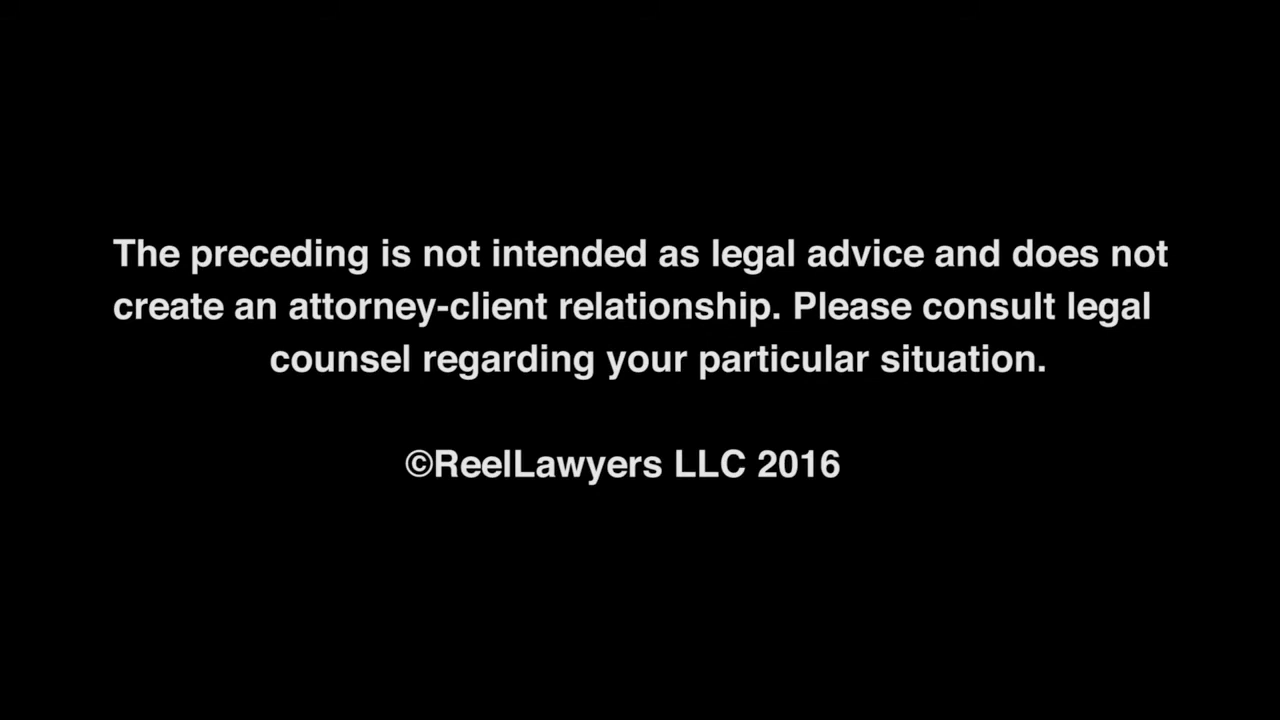 The preceding is not intended as legal advice and does not
create an attorney-client relationship. Please consult legal
counsel regarding your particular situation.
©ReelLawyers LLC 2016